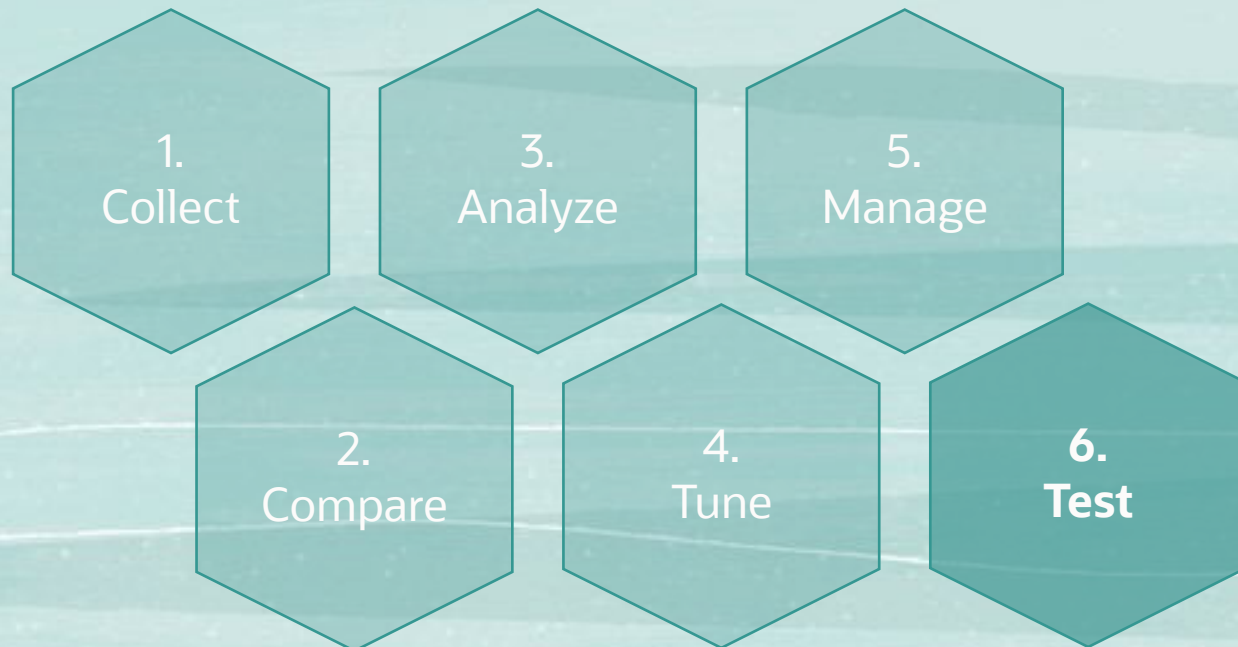 1.
Collect
2.
Compare
3.
Analyze
4.
Tune
5.
Manage
6.
Test